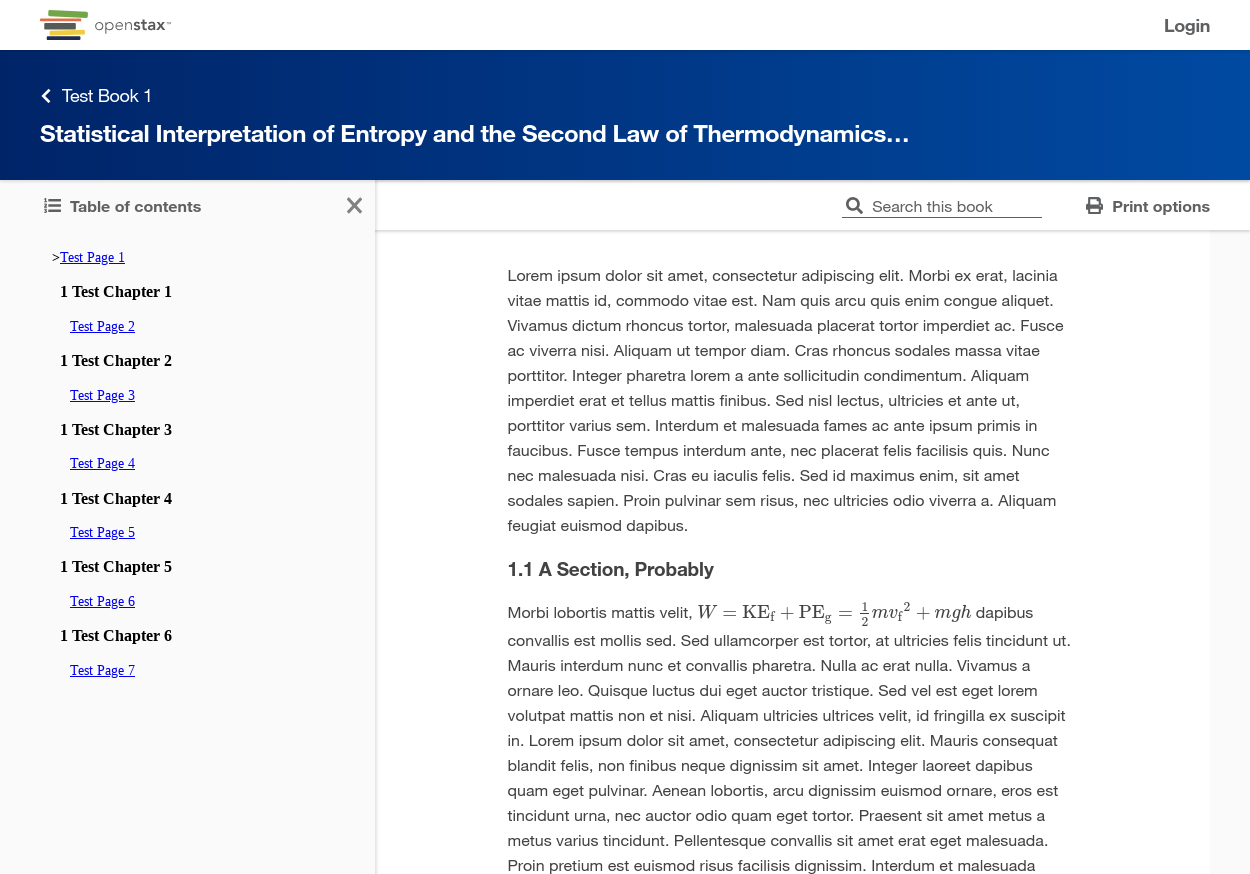 openstax™
Login
Test Book 1
Statistical Interpretation of Entropy and the Second Law of Thermodynamics…
Table of contents
Search this book
Print options
>Test Page 1
1 Test Chapter 1
Test Page 2
1 Test Chapter 2
Test Page 3
1 Test Chapter 3
Test Page 4
1 Test Chapter 4
Test Page 5
1 Test Chapter 5
Test Page 6
1 Test Chapter 6
Test Page 7
Lorem ipsum dolor sit amet, consectetur adipiscing elit. Morbi ex erat, lacinia
vitae mattis id, commodo vitae est. Nam quis arcu quis enim congue aliquet.
Vivamus dictum rhoncus tortor, malesuada placerat tortor imperdiet ac. Fusce
ac viverra nisi. Aliquam ut tempor diam. Cras rhoncus sodales massa vitae
porttitor. Integer pharetra lorem a ante sollicitudin condimentum. Aliquam
imperdiet erat et tellus mattis finibus. Sed nisl lectus, ultricies et ante ut,
porttitor varius sem. Interdum et malesuada fames ac ante ipsum primis in
faucibus. Fusce tempus interdum ante, nec placerat felis facilisis quis. Nunc
nec malesuada nisi. Cras eu iaculis felis. Sed id maximus enim, sit amet
sodales sapien. Proin pulvinar sem risus, nec ultricies odio viverra a. Aliquam
feugiat euismod dapibus.
1.1 A Section, Probably
Morbi lobortis mattis velit, W = KE_f + PE_g = 1/2 mv_f² + mgh dapibus
convallis est mollis sed. Sed ullamcorper est tortor, at ultricies felis tincidunt ut.
Mauris interdum nunc et convallis pharetra. Nulla ac erat nulla. Vivamus a
ornare leo. Quisque luctus dui eget auctor tristique. Sed vel est eget lorem
volutpat mattis non et nisi. Aliquam ultricies ultrices velit, id fringilla ex suscipit
in. Lorem ipsum dolor sit amet, consectetur adipiscing elit. Mauris consequat
blandit felis, non finibus neque dignissim sit amet. Integer laoreet dapibus
quam eget pulvinar. Aenean lobortis, arcu dignissim euismod ornare, eros est
tincidunt urna, nec auctor odio quam eget tortor. Praesent sit amet metus a
metus varius tincidunt. Pellentesque convallis sit amet erat eget malesuada.
Proin pretium est euismod risus facilisis dignissim. Interdum et malesuada